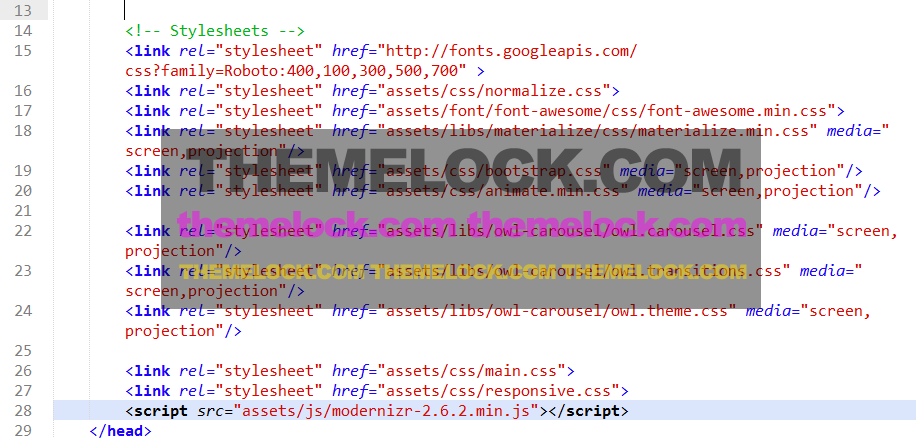 13
14 <!-- Stylesheets -->
15 <link rel="stylesheet" href="http://fonts.googleapis.com/
css?family=Roboto:400,100,300,500,700" >
16 <link rel="stylesheet" href="assets/css/normalize.css">
17 <link rel="stylesheet" href="assets/font/font-awesome/css/font-awesome.min.css">
18 <link rel="stylesheet" href="assets/libs/materialize/css/materialize.min.css" media="
screen,projection"/>
THEMELOCK.COM
19 <link rel="stylesheet" href="assets/css/bootstrap.css" media="screen,projection"/>
20 <link rel="stylesheet" href="assets/css/animate.min.css" media="screen,projection"/>
21
themelock.com themelock.com
22 <link rel="stylesheet" href="assets/libs/owl-carousel/owl.carousel.css" media="screen,
projection"/>
23 <link rel="stylesheet" href="assets/libs/owl-carousel/owl.transitions.css" media="
THEMELOCK.COM THEMELOCK.COM THEMELOCK.COM
screen,projection"/>
24 <link rel="stylesheet" href="assets/libs/owl-carousel/owl.theme.css" media="screen,
projection"/>
25
26 <link rel="stylesheet" href="assets/css/main.css">
27 <link rel="stylesheet" href="assets/css/responsive.css">
28 <script src="assets/js/modernizr-2.6.2.min.js"></script>
29 </head>